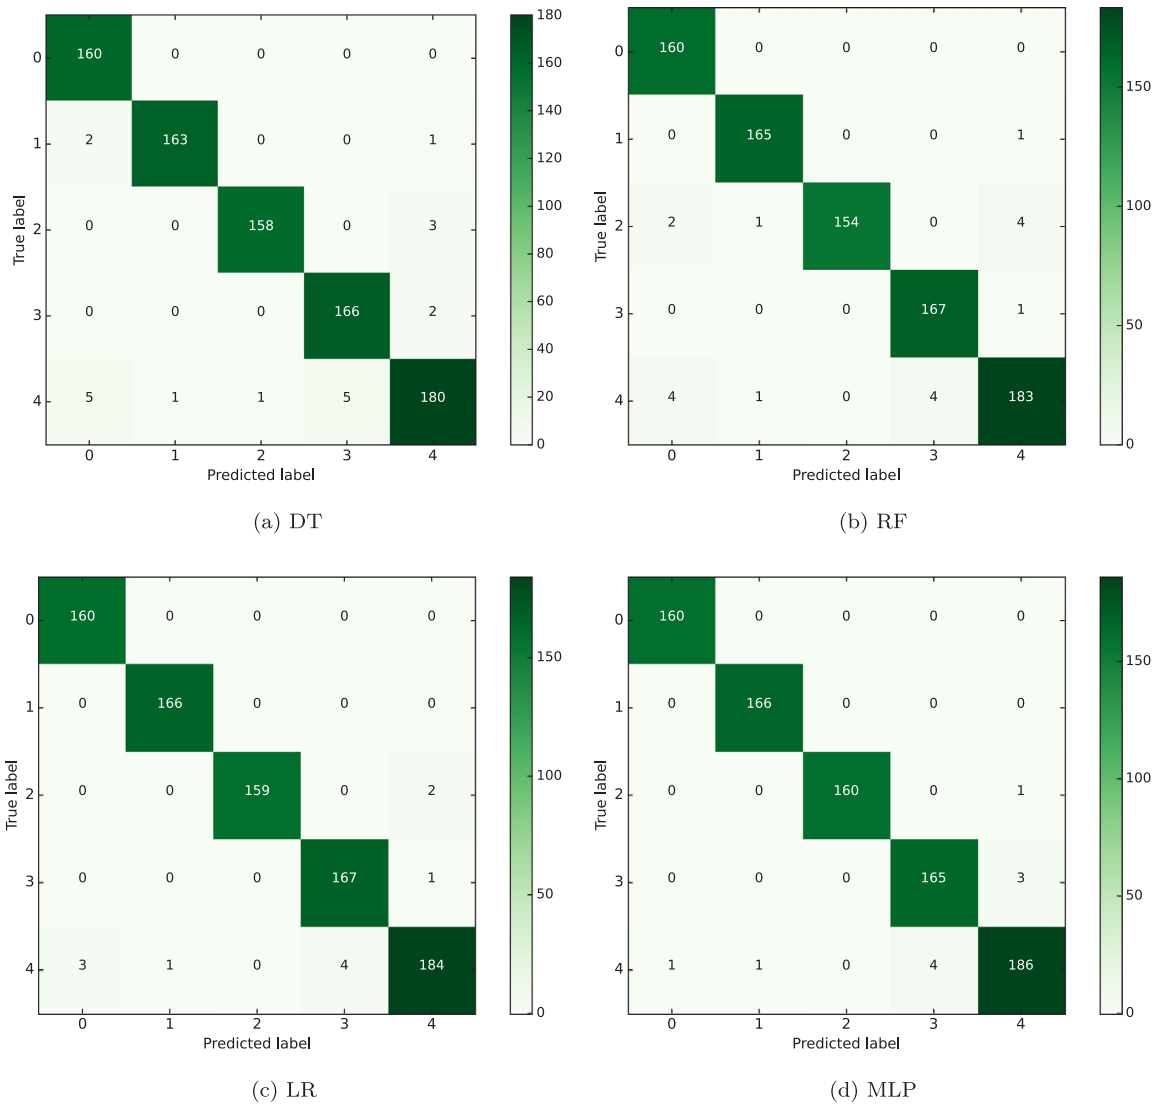 0 160 0 0 0 0
1 2 163 0 0 1
2 0 0 158 0 3
3 0 0 0 166 2
4 5 1 1 5 180
0 1 2 3 4
Predicted label
True label
180
160
140
120
100
80
60
40
20
0
(a) DT
0 160 0 0 0 0
1 0 165 0 0 1
2 2 1 154 0 4
3 0 0 0 167 1
4 4 1 0 4 183
0 1 2 3 4
Predicted label
True label
150
100
50
0
(b) RF
0 160 0 0 0 0
1 0 166 0 0 0
2 0 0 159 0 2
3 0 0 0 167 1
4 3 1 0 4 184
0 1 2 3 4
Predicted label
True label
150
100
50
0
(c) LR
0 160 0 0 0 0
1 0 166 0 0 0
2 0 0 160 0 1
3 0 0 0 165 3
4 1 1 0 4 186
0 1 2 3 4
Predicted label
True label
150
100
50
0
(d) MLP